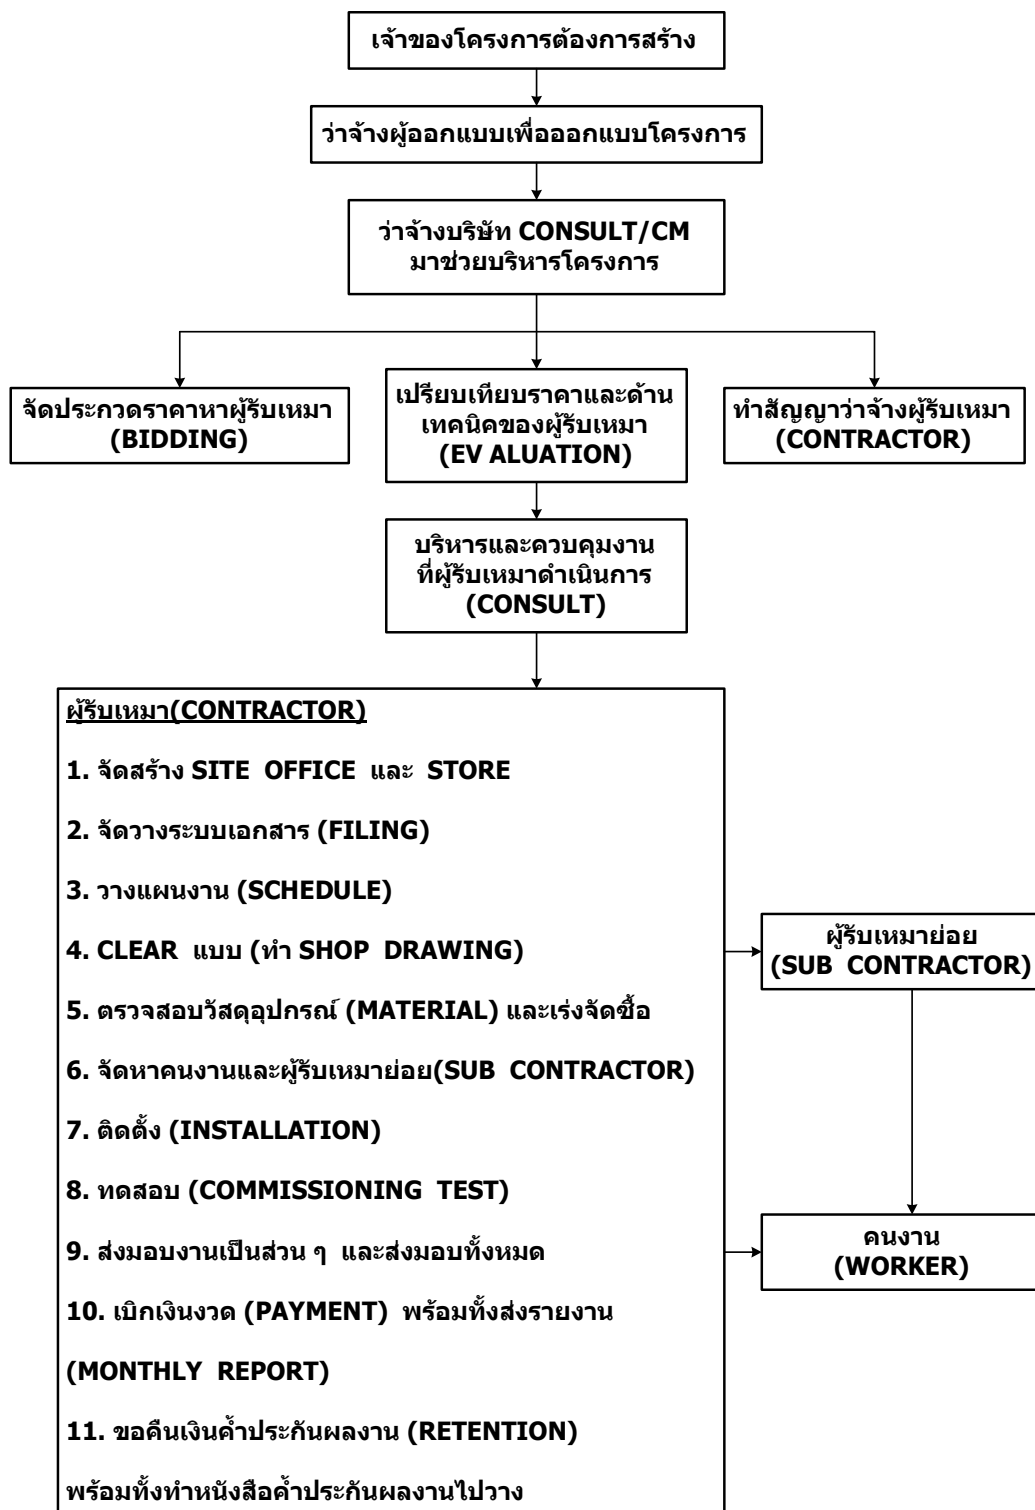 เจ้าของโครงการต้องการสร้าง
ว่าจ้างผู้ออกแบบเพื่อออกแบบโครงการ
ว่าจ้างบริษัท CONSULT/CM
มาช่วยบริหารโครงการ
จัดประกวดราคาหาผู้รับเหมา
(BIDDING)
เปรียบเทียบราคาและด้าน
เทคนิคของผู้รับเหมา
(EV ALUATION)
ทำสัญญาว่าจ้างผู้รับเหมา
(CONTRACTOR)
บริหารและควบคุมงาน
ที่ผู้รับเหมาดำเนินการ
(CONSULT)
ผู้รับเหมา(CONTRACTOR)
1. จัดสร้าง SITE OFFICE และ STORE
2. จัดวางระบบเอกสาร (FILING)
3. วางแผนงาน (SCHEDULE)
4. CLEAR แบบ (ทำ SHOP DRAWING)
5. ตรวจสอบวัสดุอุปกรณ์ (MATERIAL) และเร่งจัดซื้อ
6. จัดหาคนงานและผู้รับเหมาย่อย(SUB CONTRACTOR)
7. ติดตั้ง (INSTALLATION)
8. ทดสอบ (COMMISSIONING TEST)
9. ส่งมอบงานเป็นส่วน ๆ และส่งมอบทั้งหมด
10. เบิกเงินงวด (PAYMENT) พร้อมทั้งส่งรายงาน
(MONTHLY REPORT)
11. ขอคืนเงินค้ำประกันผลงาน (RETENTION)
พร้อมทั้งทำหนังสือค้ำประกันผลงานไปวาง
ผู้รับเหมาย่อย
(SUB CONTRACTOR)
คนงาน
(WORKER)